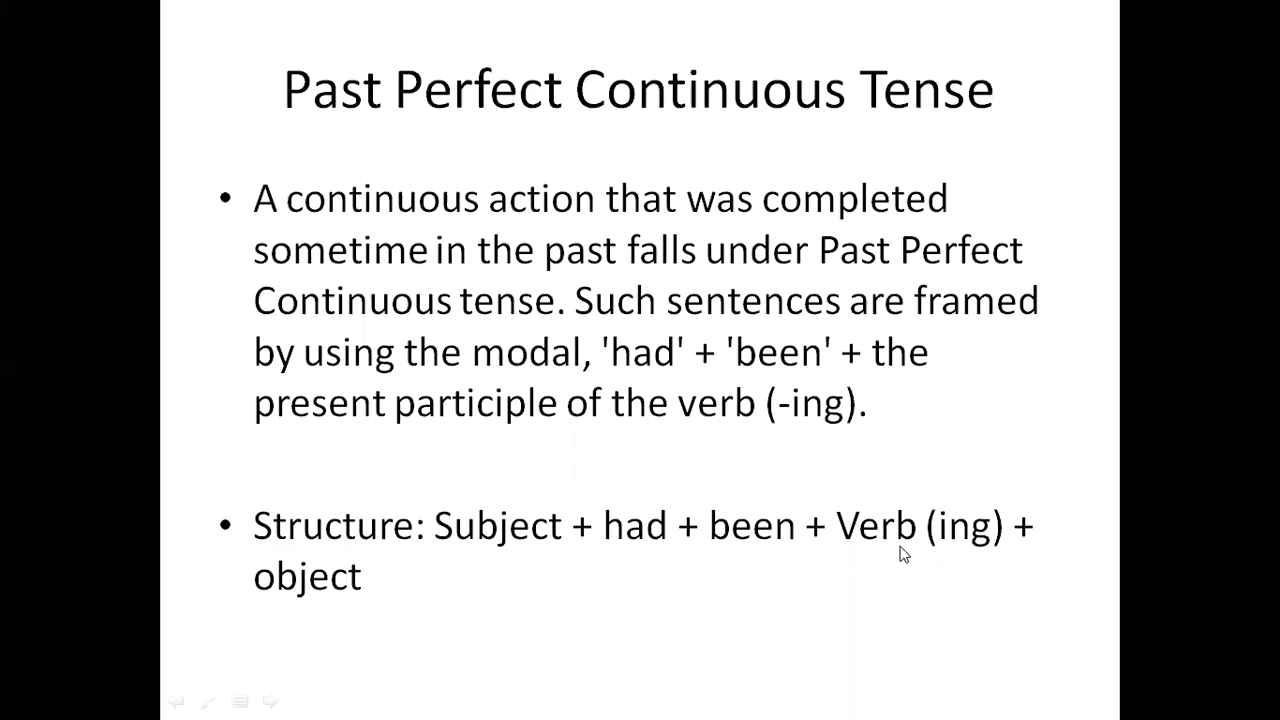 Past Perfect Continuous Tense
• A continuous action that was completed
sometime in the past falls under Past Perfect
Continuous tense. Such sentences are framed
by using the modal, 'had' + 'been' + the
present participle of the verb (-ing).
• Structure: Subject + had + been + Verb (ing) +
object